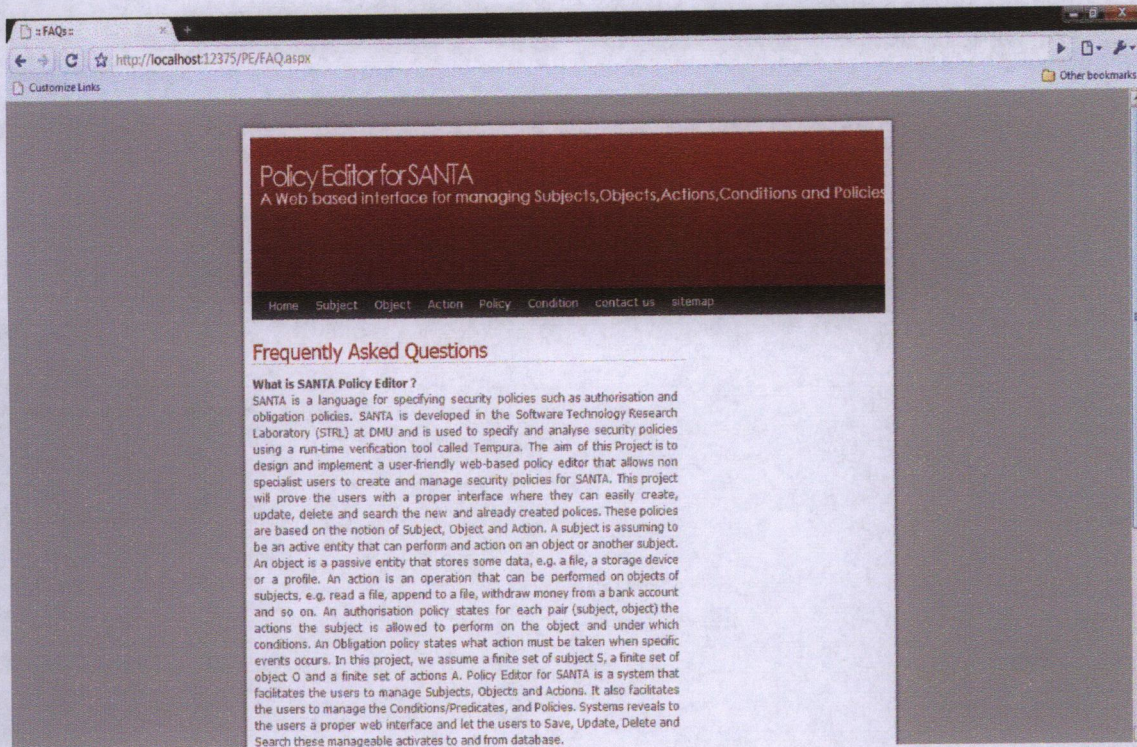 :: FAQs ::
http://localhost:12375/PE/FAQ.aspx
Other bookmarks
Customize Links
Policy Editor for SANTA
A Web based interface for managing Subjects,Objects,Actions,Conditions and Policies
Home Subject Object Action Policy Condition contact us sitemap
Frequently Asked Questions
What is SANTA Policy Editor ?
SANTA is a language for specifying security policies such as authorisation and
obligation policies. SANTA is developed in the Software Technology Research
Laboratory (STRL) at DMU and is used to specify and analyse security policies
using a run-time verification tool called Tempura. The aim of this Project is to
design and implement a user-friendly web-based policy editor that allows non
specialist users to create and manage security policies for SANTA. This project
will prove the users with a proper interface where they can easily create,
update, delete and search the new and already created polices. These policies
are based on the notion of Subject, Object and Action. A subject is assuming to
be an active entity that can perform and action on an object or another subject.
An object is a passive entity that stores some data, e.g. a file, a storage device
or a profile. An action is an operation that can be performed on objects of
subjects, e.g. read a file, append to a file, withdraw money from a bank account
and so on. An authorisation policy states for each pair (subject, object) the
actions the subject is allowed to perform on the object and under which
conditions. An Obligation policy states what action must be taken when specific
events occurs. In this project, we assume a finite set of subject S, a finite set of
object O and a finite set of actions A. Policy Editor for SANTA is a system that
facilitates the users to manage Subjects, Objects and Actions. It also facilitates
the users to manage the Conditions/Predicates, and Policies. Systems reveals to
the users a proper web interface and let the users to Save, Update, Delete and
Search these manageable activates to and from database.